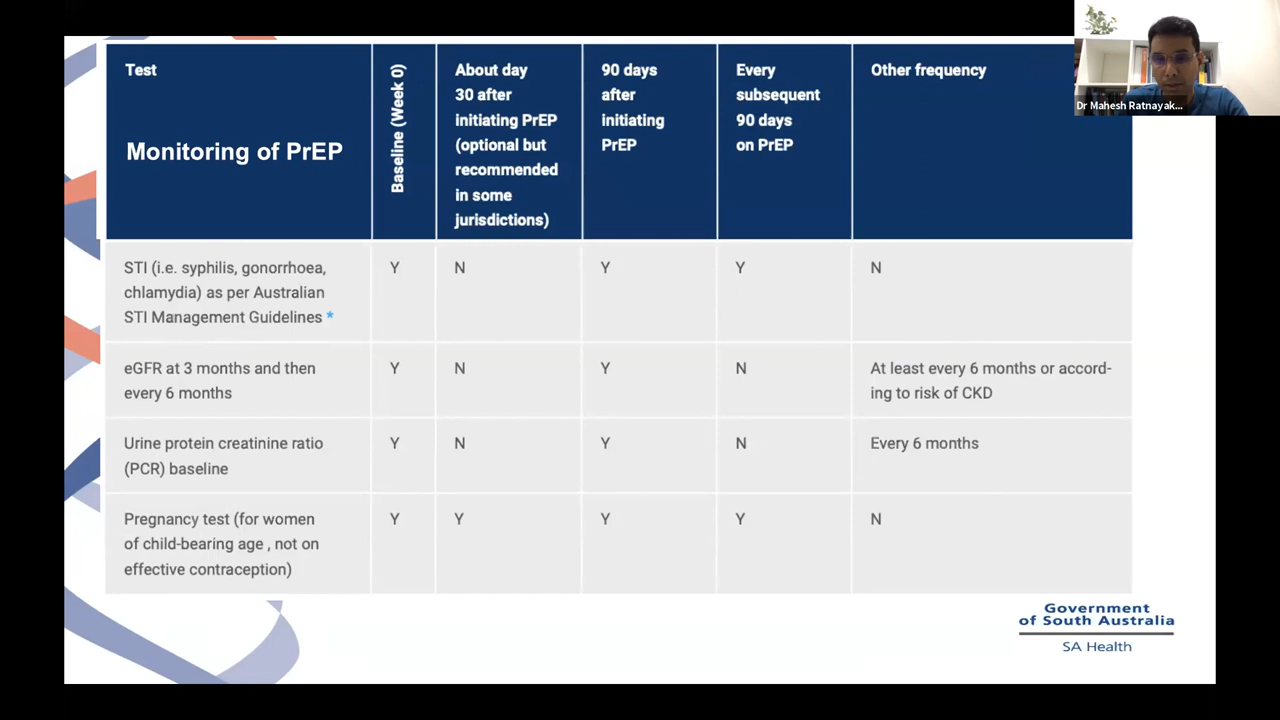 Test
Monitoring of PrEP
Baseline (Week 0)
About day
30 after
initiating PrEP
(optional but
recommended
in some
jurisdictions)
90 days
after
initiating
PrEP
Every
subsequent
90 days
on PrEP
Other frequency
Dr Mahesh Ratnayak...
STI (i.e. syphilis, gonorrhoea,
chlamydia) as per Australian
STI Management Guidelines *
Y
N
Y
Y
N
eGFR at 3 months and then
every 6 months
Y
N
Y
N
At least every 6 months or accord-
ing to risk of CKD
Urine protein creatinine ratio
(PCR) baseline
Y
N
Y
N
Every 6 months
Pregnancy test (for women
of child-bearing age , not on
effective contraception)
Y
Y
Y
Y
N
Government
of South Australia
SA Health